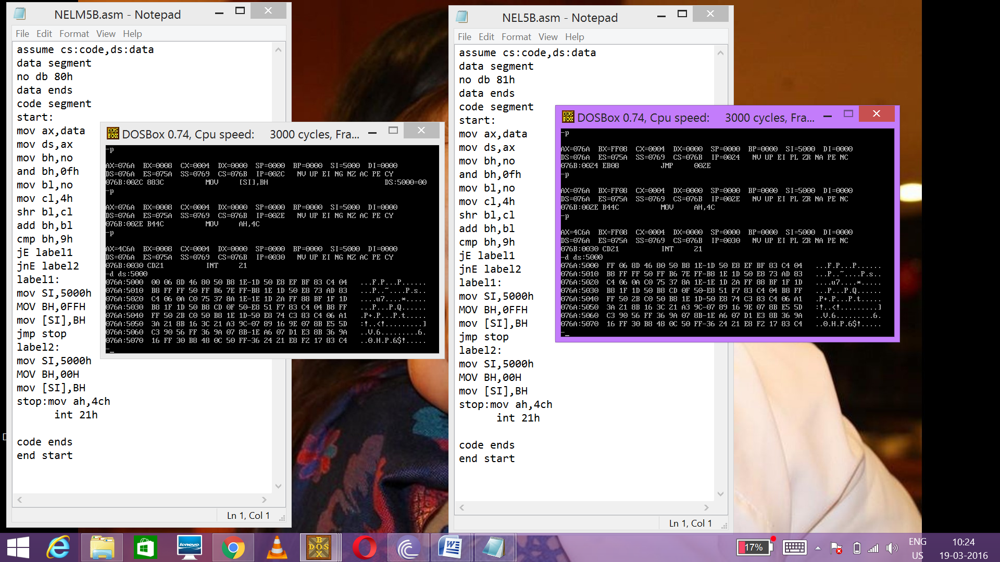 NELM5B.asm - Notepad
File Edit Format View Help
assume cs:code,ds:data
data segment
no db 80h
data ends
code segment
start:
mov ax,data
mov ds,ax
mov bh,no
and bh,0fh
mov bl,no
mov cl,4h
shr bl,cl
add bh,bl
cmp bh,9h
jE label1
jnE label2
label1:
mov SI,5000h
MOV BH,0FFH
mov [SI],BH
jmp stop
label2:
mov SI,5000h
MOV BH,00H
mov [SI],BH
stop:mov ah,4ch
int 21h
code ends
end start
Ln 1, Col 1
DOSBox 0.74, Cpu speed: 3000 cycles, Fra...
-p
AX=076A BX=0008 CX=0004 DX=0000 SP=0000 BP=0000 SI=5000 DI=0000
DS=076A ES=075A SS=0769 CS=076B IP=002C NV UP EI NG NZ AC PE CY
076B:002C 883C MOV [SI],BH DS:5000=00
-p
AX=076A BX=0008 CX=0004 DX=0000 SP=0000 BP=0000 SI=5000 DI=0000
DS=076A ES=075A SS=0769 CS=076B IP=002E NV UP EI NG NZ AC PE CY
076B:002E B44C MOV AH,4C
-p
AX=4C6A BX=0008 CX=0004 DX=0000 SP=0000 BP=0000 SI=5000 DI=0000
DS=076A ES=075A SS=0769 CS=076B IP=0030 NV UP EI NG NZ AC PE CY
076B:0030 CD21 INT 21
-d ds:5000
076A:5000 00 06 8D 46 80 50 B8 1E-1D 50 E8 EF BF 83 C4 04 ...F.P...P......
076A:5010 B8 FF FF 50 FF B6 7E FF-B8 1E 1D 50 E8 73 AD 83 ...P..~....P.s..
076A:5020 C4 06 0A C0 75 37 8A 1E-1E 1D 2A FF 88 BF 1F 1D ....u7....*.....
076A:5030 B8 1F 1D 50 B8 CD 0F 50-E8 51 F7 83 C4 04 B8 FF ...P...P.Q......
076A:5040 FF 50 2B C0 50 B8 1E 1D-50 E8 74 C3 83 C4 06 A1 .P+.P...P.t.....
076A:5050 3A 21 8B 16 3C 21 A3 9C-07 89 16 9E 07 8B E5 5D :!..<!.........]
076A:5060 C3 90 56 FF 36 9A 07 8B-1E A6 07 D1 E3 8B 36 9A ..V.6.........6.
076A:5070 16 FF 30 B8 48 0C 50 FF-36 24 21 E8 F2 17 83 C4 ..0.H.P.6$!.....
-
NEL5B.asm - Notepad
File Edit Format View Help
assume cs:code,ds:data
data segment
no db 81h
data ends
code segment
start:
mov ax,data
mov ds,ax
mov bh,no
and bh,0fh
mov bl,no
mov cl,4h
shr bl,cl
add bh,bl
cmp bh,9h
jE label1
jnE label2
label1:
mov SI,5000h
MOV BH,0FFH
mov [SI],BH
jmp stop
label2:
mov SI,5000h
MOV BH,00H
mov [SI],BH
stop:mov ah,4ch
int 21h
code ends
end start
Ln 1, Col 1
DOSBox 0.74, Cpu speed: 3000 cycles, Fra...
-p
AX=076A BX=FF08 CX=0004 DX=0000 SP=0000 BP=0000 SI=5000 DI=0000
DS=076A ES=075A SS=0769 CS=076B IP=0024 NV UP EI PL ZR NA PE NC
076B:0024 EB08 JMP 002E
-p
AX=076A BX=FF08 CX=0004 DX=0000 SP=0000 BP=0000 SI=5000 DI=0000
DS=076A ES=075A SS=0769 CS=076B IP=002E NV UP EI PL ZR NA PE NC
076B:002E B44C MOV AH,4C
-p
AX=4C6A BX=FF08 CX=0004 DX=0000 SP=0000 BP=0000 SI=5000 DI=0000
DS=076A ES=075A SS=0769 CS=076B IP=0030 NV UP EI PL ZR NA PE NC
076B:0030 CD21 INT 21
-d ds:5000
076A:5000 FF 06 8D 46 80 50 B8 1E-1D 50 E8 EF BF 83 C4 04 ...F.P...P......
076A:5010 B8 FF FF 50 FF B6 7E FF-B8 1E 1D 50 E8 73 AD 83 ...P..~....P.s..
076A:5020 C4 06 0A C0 75 37 8A 1E-1E 1D 2A FF 88 BF 1F 1D ....u7....*.....
076A:5030 B8 1F 1D 50 B8 CD 0F 50-E8 51 F7 83 C4 04 B8 FF ...P...P.Q......
076A:5040 FF 50 2B C0 50 B8 1E 1D-50 E8 74 C3 83 C4 06 A1 .P+.P...P.t.....
076A:5050 3A 21 8B 16 3C 21 A3 9C-07 89 16 9E 07 8B E5 5D :!..<!.........]
076A:5060 C3 90 56 FF 36 9A 07 8B-1E A6 07 D1 E3 8B 36 9A ..V.6.........6.
076A:5070 16 FF 30 B8 48 0C 50 FF-36 24 21 E8 F2 17 83 C4 ..0.H.P.6$!.....
-
lenovo
DOS BOX
17%
ENG
US
10:24
19-03-2016